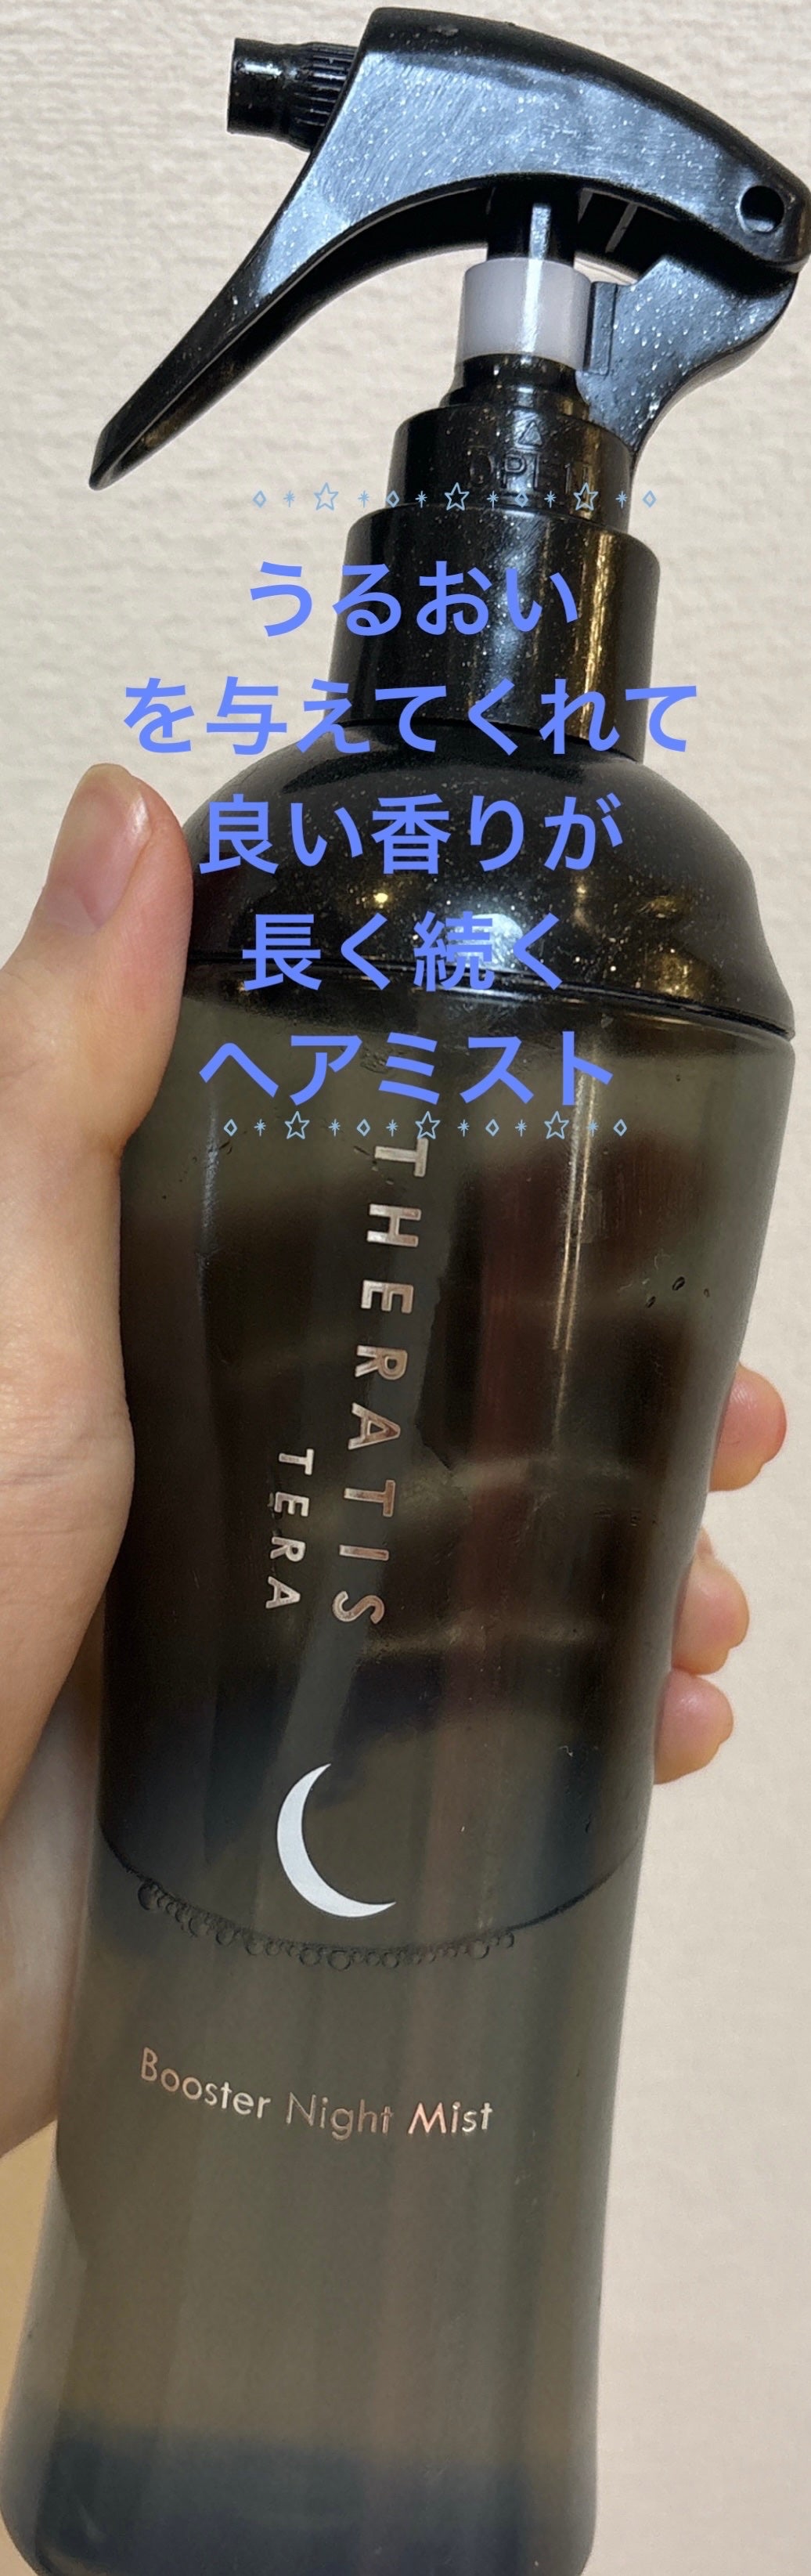 OPEN
うるおい
を与えてくれて
良い香りが
長く続く
ヘアミスト
THERATIS
TERA
Booster Night Mist